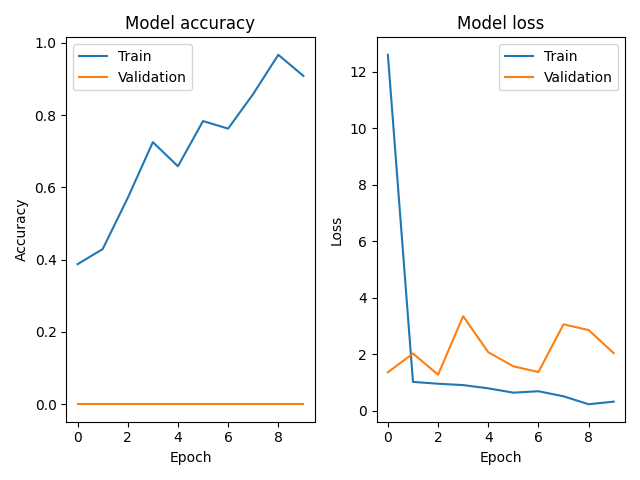 Model accuracy
Train
Validation
1.0
0.8
0.6
0.4
0.2
0.0
Accuracy
0 2 4 6 8
Epoch
Model loss
Train
Validation
12
10
8
6
4
2
0
Loss
0 2 4 6 8
Epoch